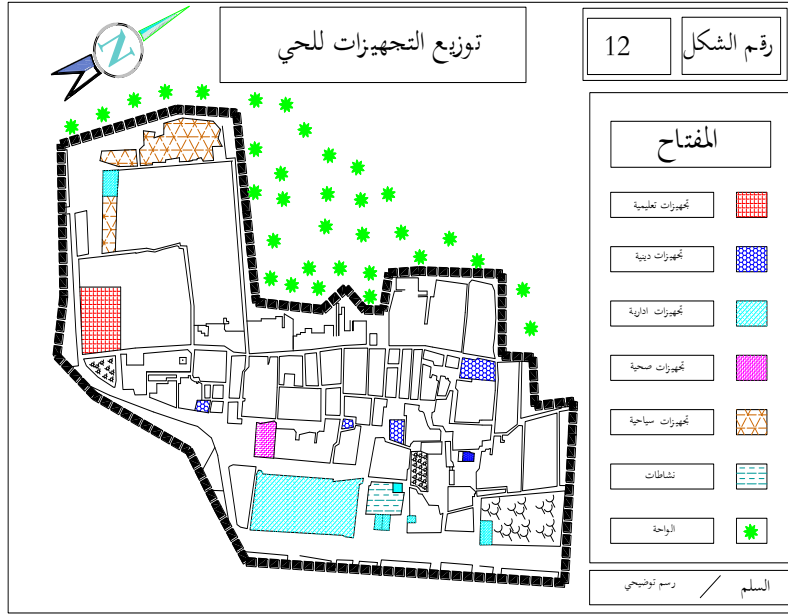 توزيع التجهيزات للحي
رقم الشكل
12
N
المفتاح
تجهيزات تعليمية
تجهيزات دينية
تجهيزات ادارية
تجهيزات صحية
تجهيزات سياحية
نشاطات
الواحة
السلم / رسم توضيحي